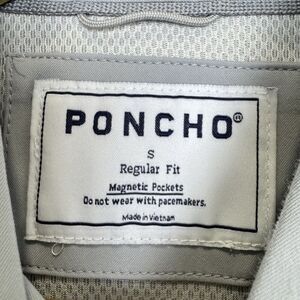 PONCHO®
S
Regular Fit
Magnetic Pockets
Do not wear with pacemakers.
Made in Vietnam